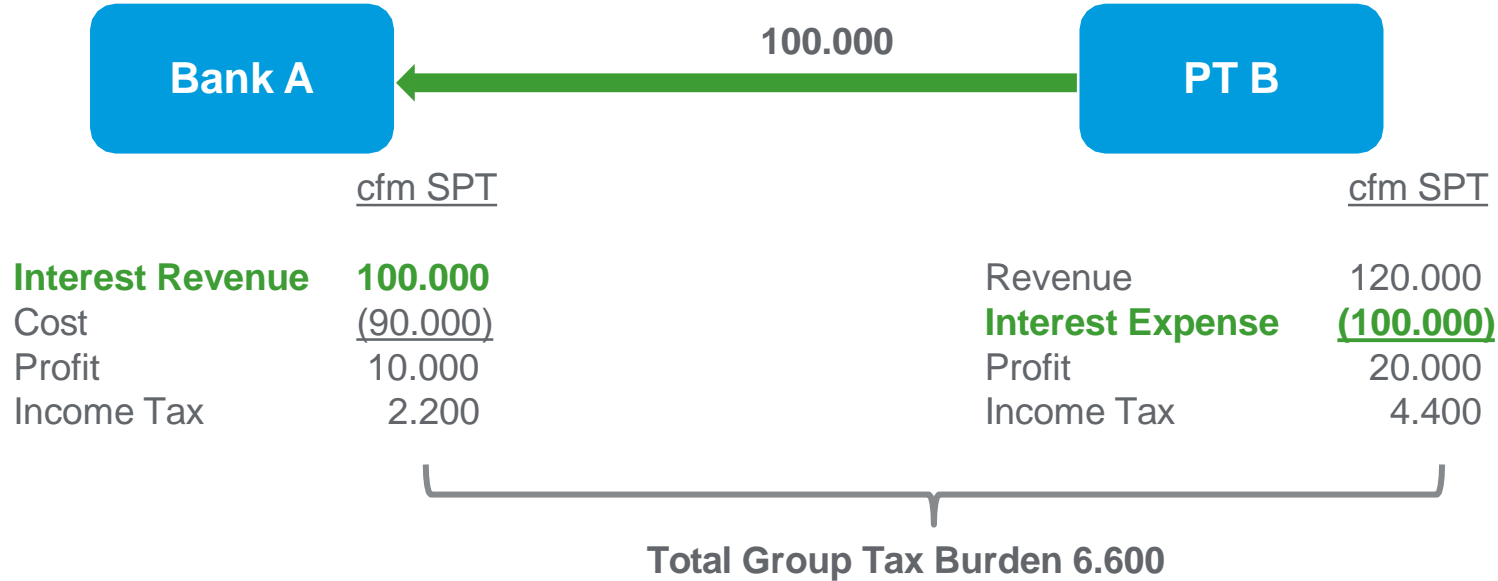 100.000
Bank A
PT B
cfm SPT
Interest Revenue 100.000
Cost (90.000)
Profit 10.000
Income Tax 2.200
cfm SPT
Revenue 120.000
Interest Expense (100.000)
Profit 20.000
Income Tax 4.400
Total Group Tax Burden 6.600